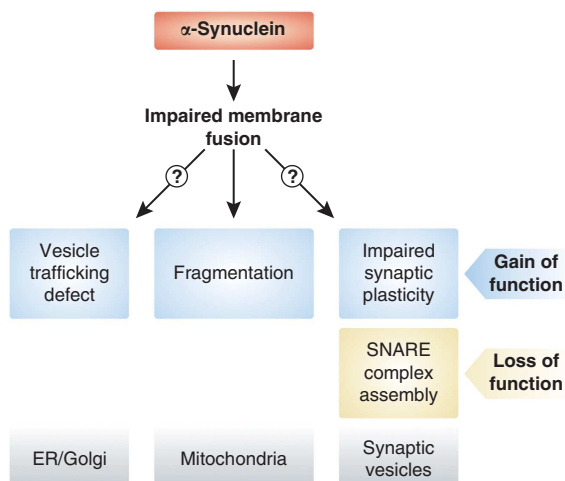 α-Synuclein
Impaired membrane
fusion
?
?
Vesicle
trafficking
defect
Fragmentation
Impaired
synaptic
plasticity
Gain of
function
SNARE
complex
assembly
Loss of
function
ER/Golgi
Mitochondria
Synaptic
vesicles